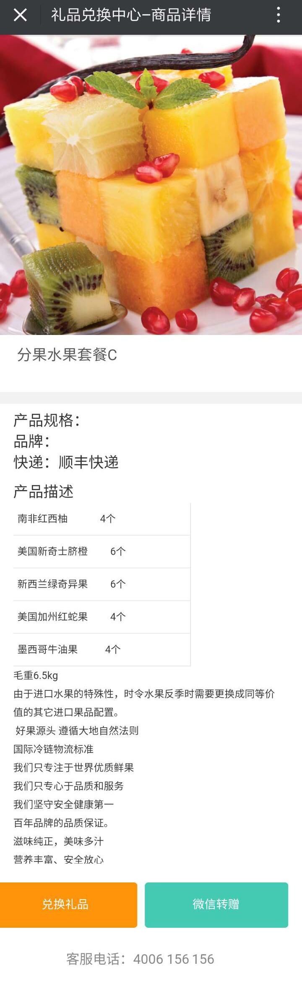 礼品兑换中心–商品详情
分果水果套餐C
产品规格：
品牌：
快递：顺丰快递
产品描述
南非红西柚 4个
美国新奇士脐橙 6个
新西兰绿奇异果 6个
美国加州红蛇果 4个
墨西哥牛油果 4个
毛重6.5kg
由于进口水果的特殊性，时令水果反季时需要更换成同等价
值的其它进口果品配置。
好果源头 遵循大地自然法则
国际冷链物流标准
我们只专注于世界优质鲜果
我们只专心于品质和服务
我们坚守安全健康第一
百年品牌的品质保证。
滋味纯正，美味多汁
营养丰富、安全放心
兑换礼品 微信转赠
客服电话：4006 156 156